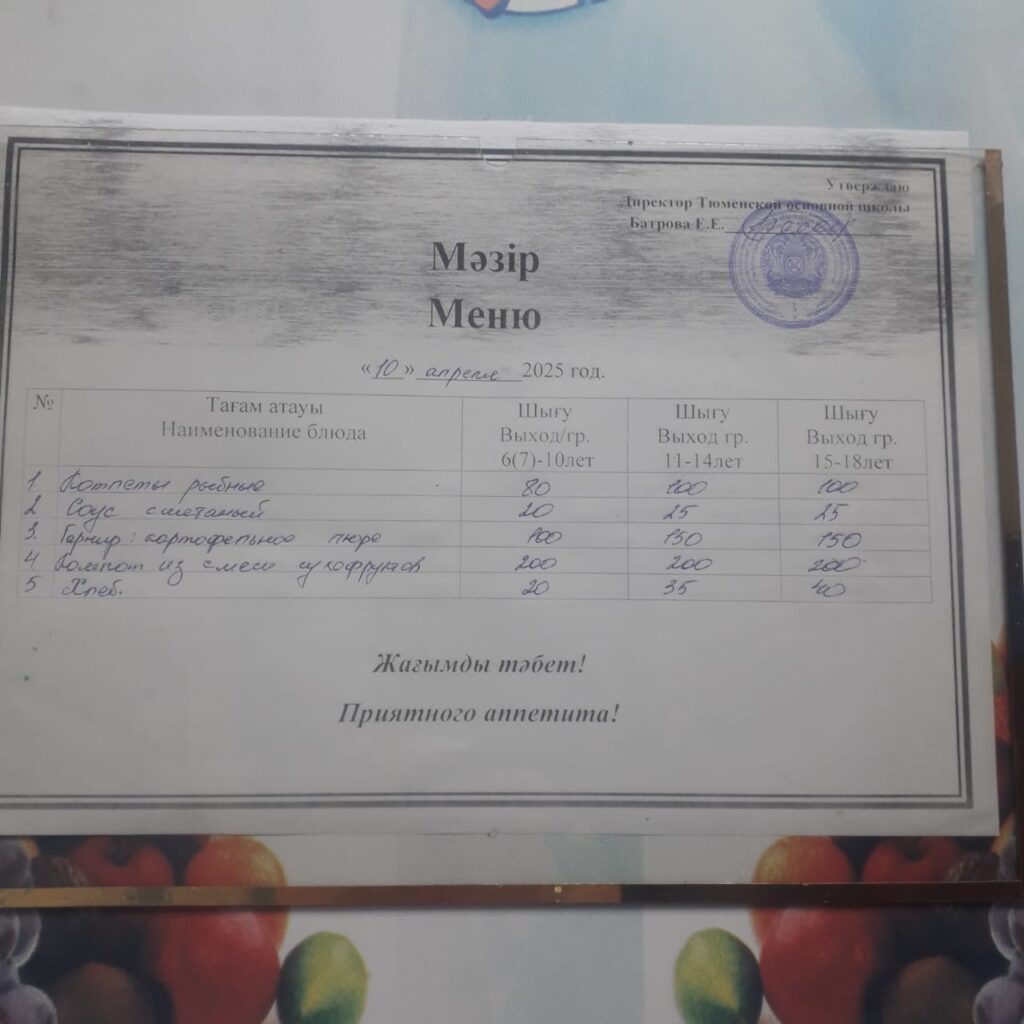 Утверждаю
Директор Тюменской основной школы
Батрова Е.Е.
Мәзір
Меню
«10» апреля 2025 год.
№ Тағам атауы Шығу Шығу Шығу
Наименование блюда Выход/гр. Выход гр. Выход гр.
6(7)-10лет 11-14лет 15-18лет
1 Котлеты рыбные 80 100 100
2 Соус сметаный 20 25 25
3. Гарнир: картофельное пюре 100 150 150
4 Компот из смеси сухофруктов 200 200 200
5 Хлеб. 20 35 40
Жағымды тәбет!
Приятного аппетита!